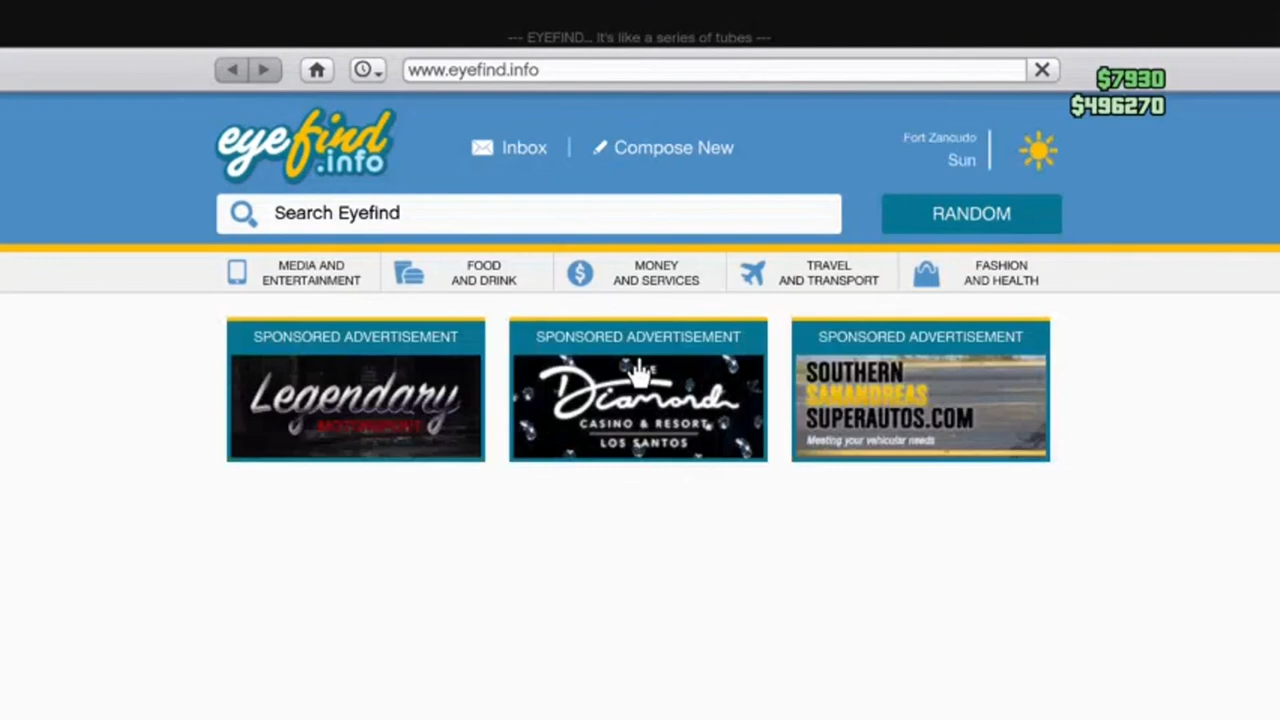 --- EYEFIND... It's like a series of tubes ---
www.eyefind.info
$7930
$496270
eyefind
.info
Inbox
Compose New
Fort Zancudo
Sun
Search Eyefind
RANDOM
MEDIA AND
ENTERTAINMENT
FOOD
AND DRINK
MONEY
AND SERVICES
TRAVEL
AND TRANSPORT
FASHION
AND HEALTH
SPONSORED ADVERTISEMENT
Legendary
MOTORSPORT
SPONSORED ADVERTISEMENT
Diamond
CASINO & RESORT
LOS SANTOS
SPONSORED ADVERTISEMENT
SOUTHERN
SANANDREAS
SUPERAUTOS.COM
Meeting your vehicular needs